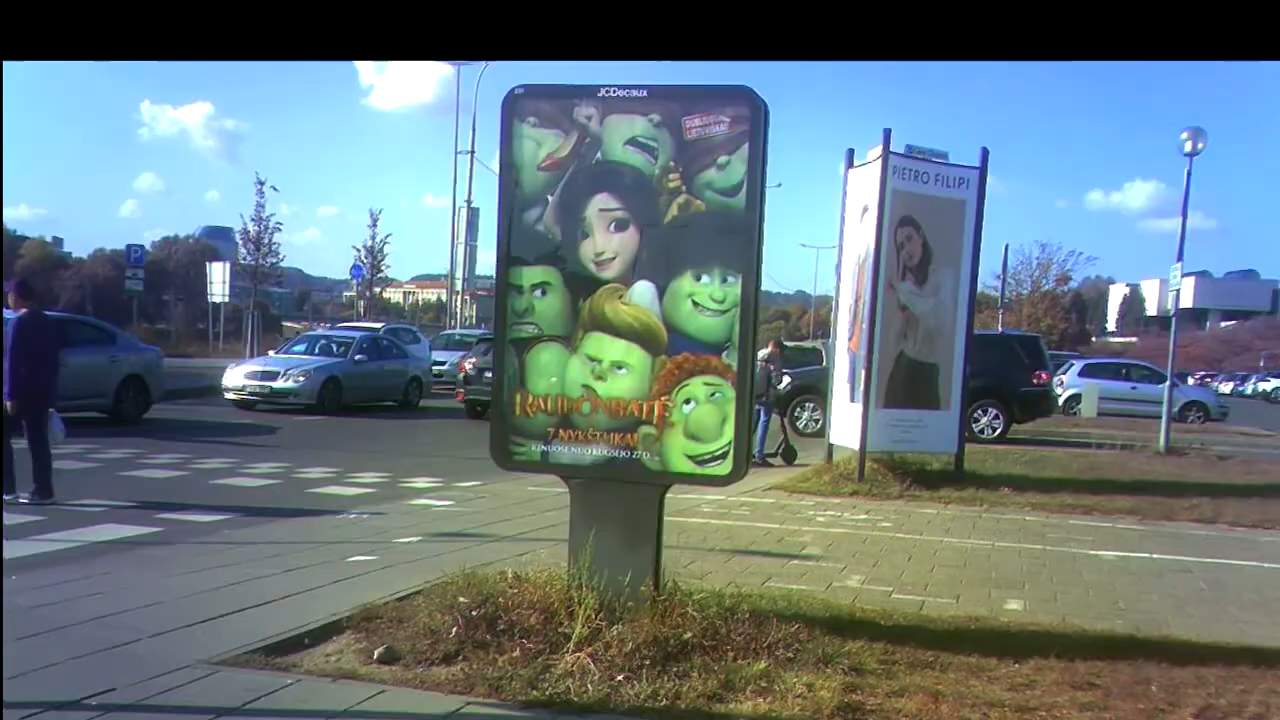 JCDecaux
DUBLIUOTA
LIETUVIŠKAI
RAUDONBATĖ
7 NYKŠTUKAI
KINUOSE NUO RUGSĖJO 27 D.
PIETRO FILIPI
P